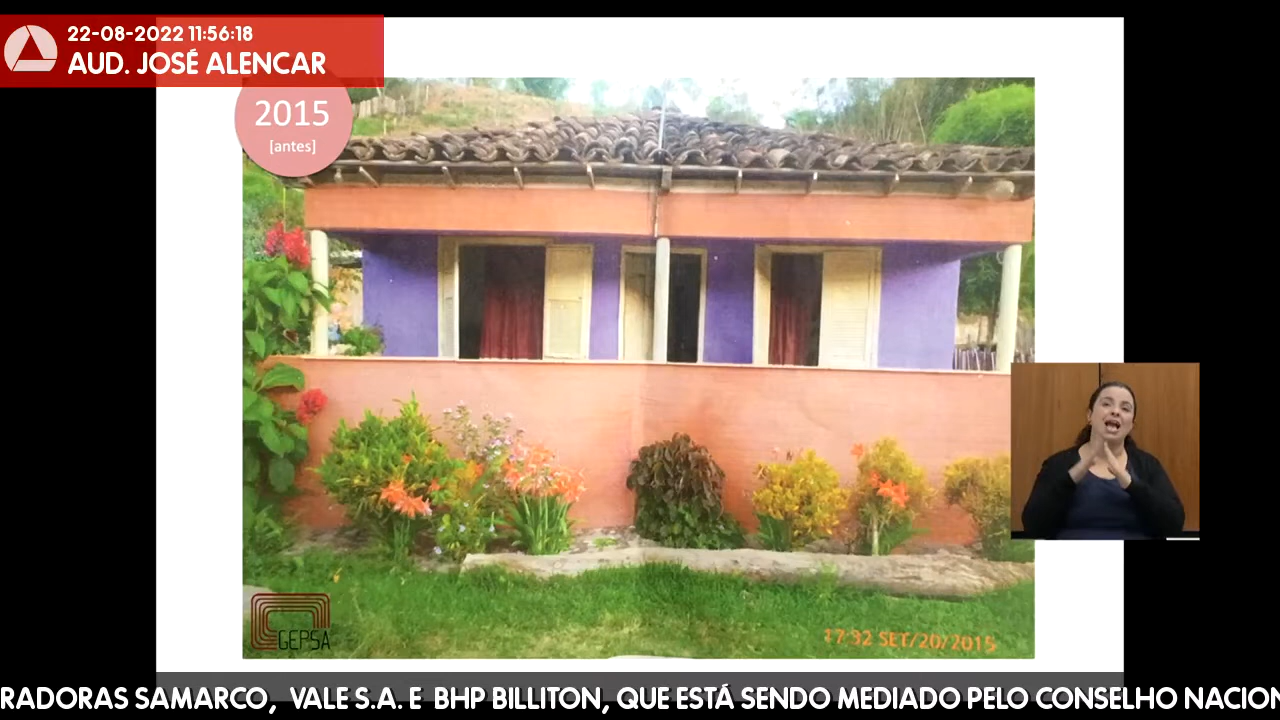 22-08-2022 11:56:18
AUD. JOSÉ ALENCAR
2015
[antes]
GEPSA
17:32 SET/20/2015
RADORAS SAMARCO, VALE S.A. E BHP BILLITON, QUE ESTÁ SENDO MEDIADO PELO CONSELHO NACION